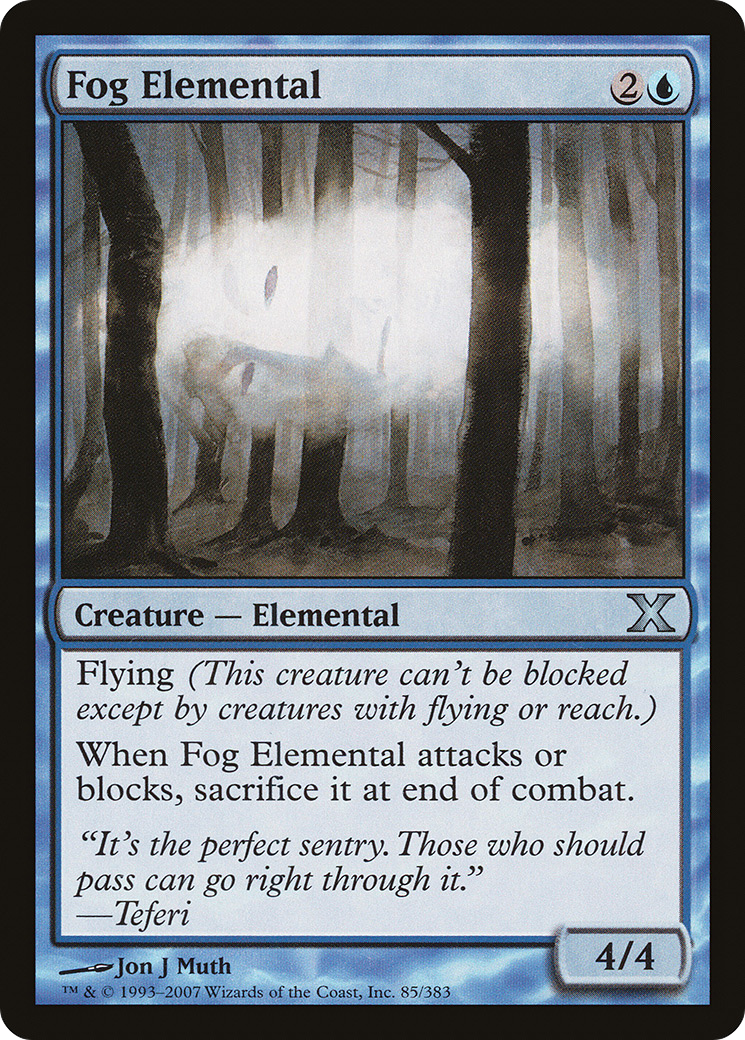 Fog Elemental 2
Creature — Elemental
Flying (This creature can't be blocked
except by creatures with flying or reach.)
When Fog Elemental attacks or
blocks, sacrifice it at end of combat.
“It's the perfect sentry. Those who should
pass can go right through it.”
—Teferi
4/4
Jon J Muth
™ & © 1993–2007 Wizards of the Coast, Inc. 85/383